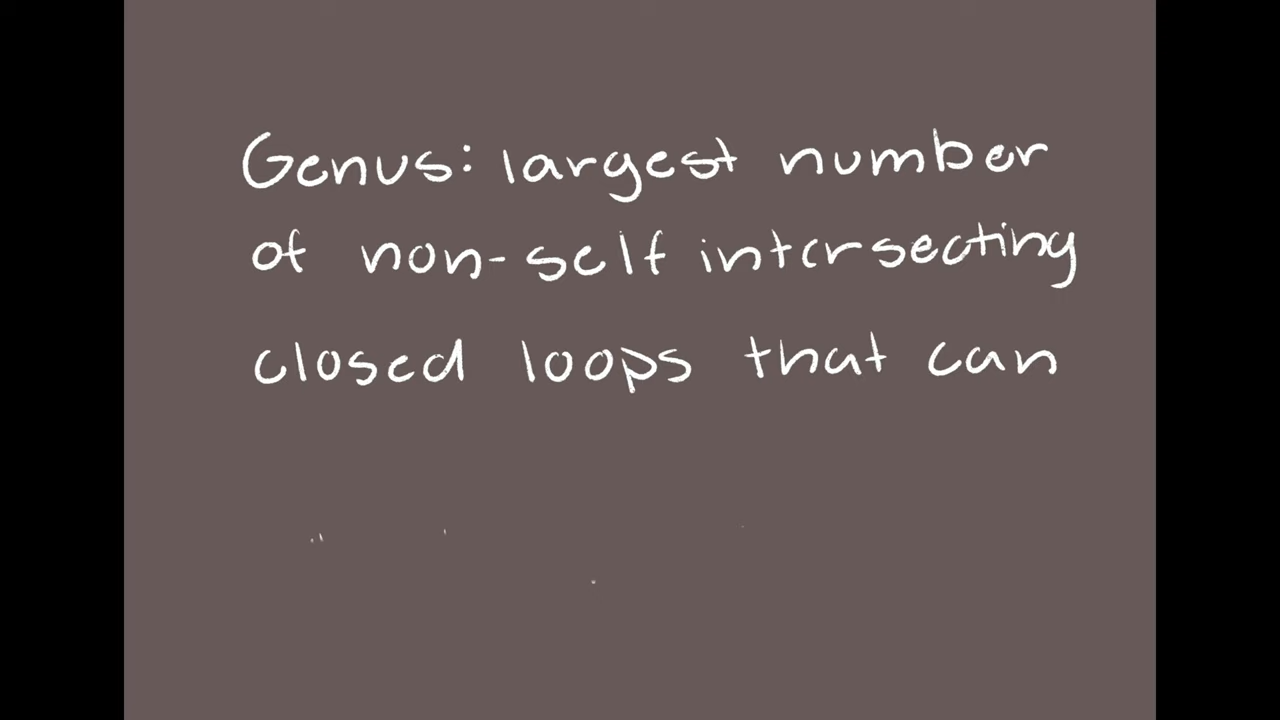 Genus: largest number
of non-self intersecting
closed loops that can